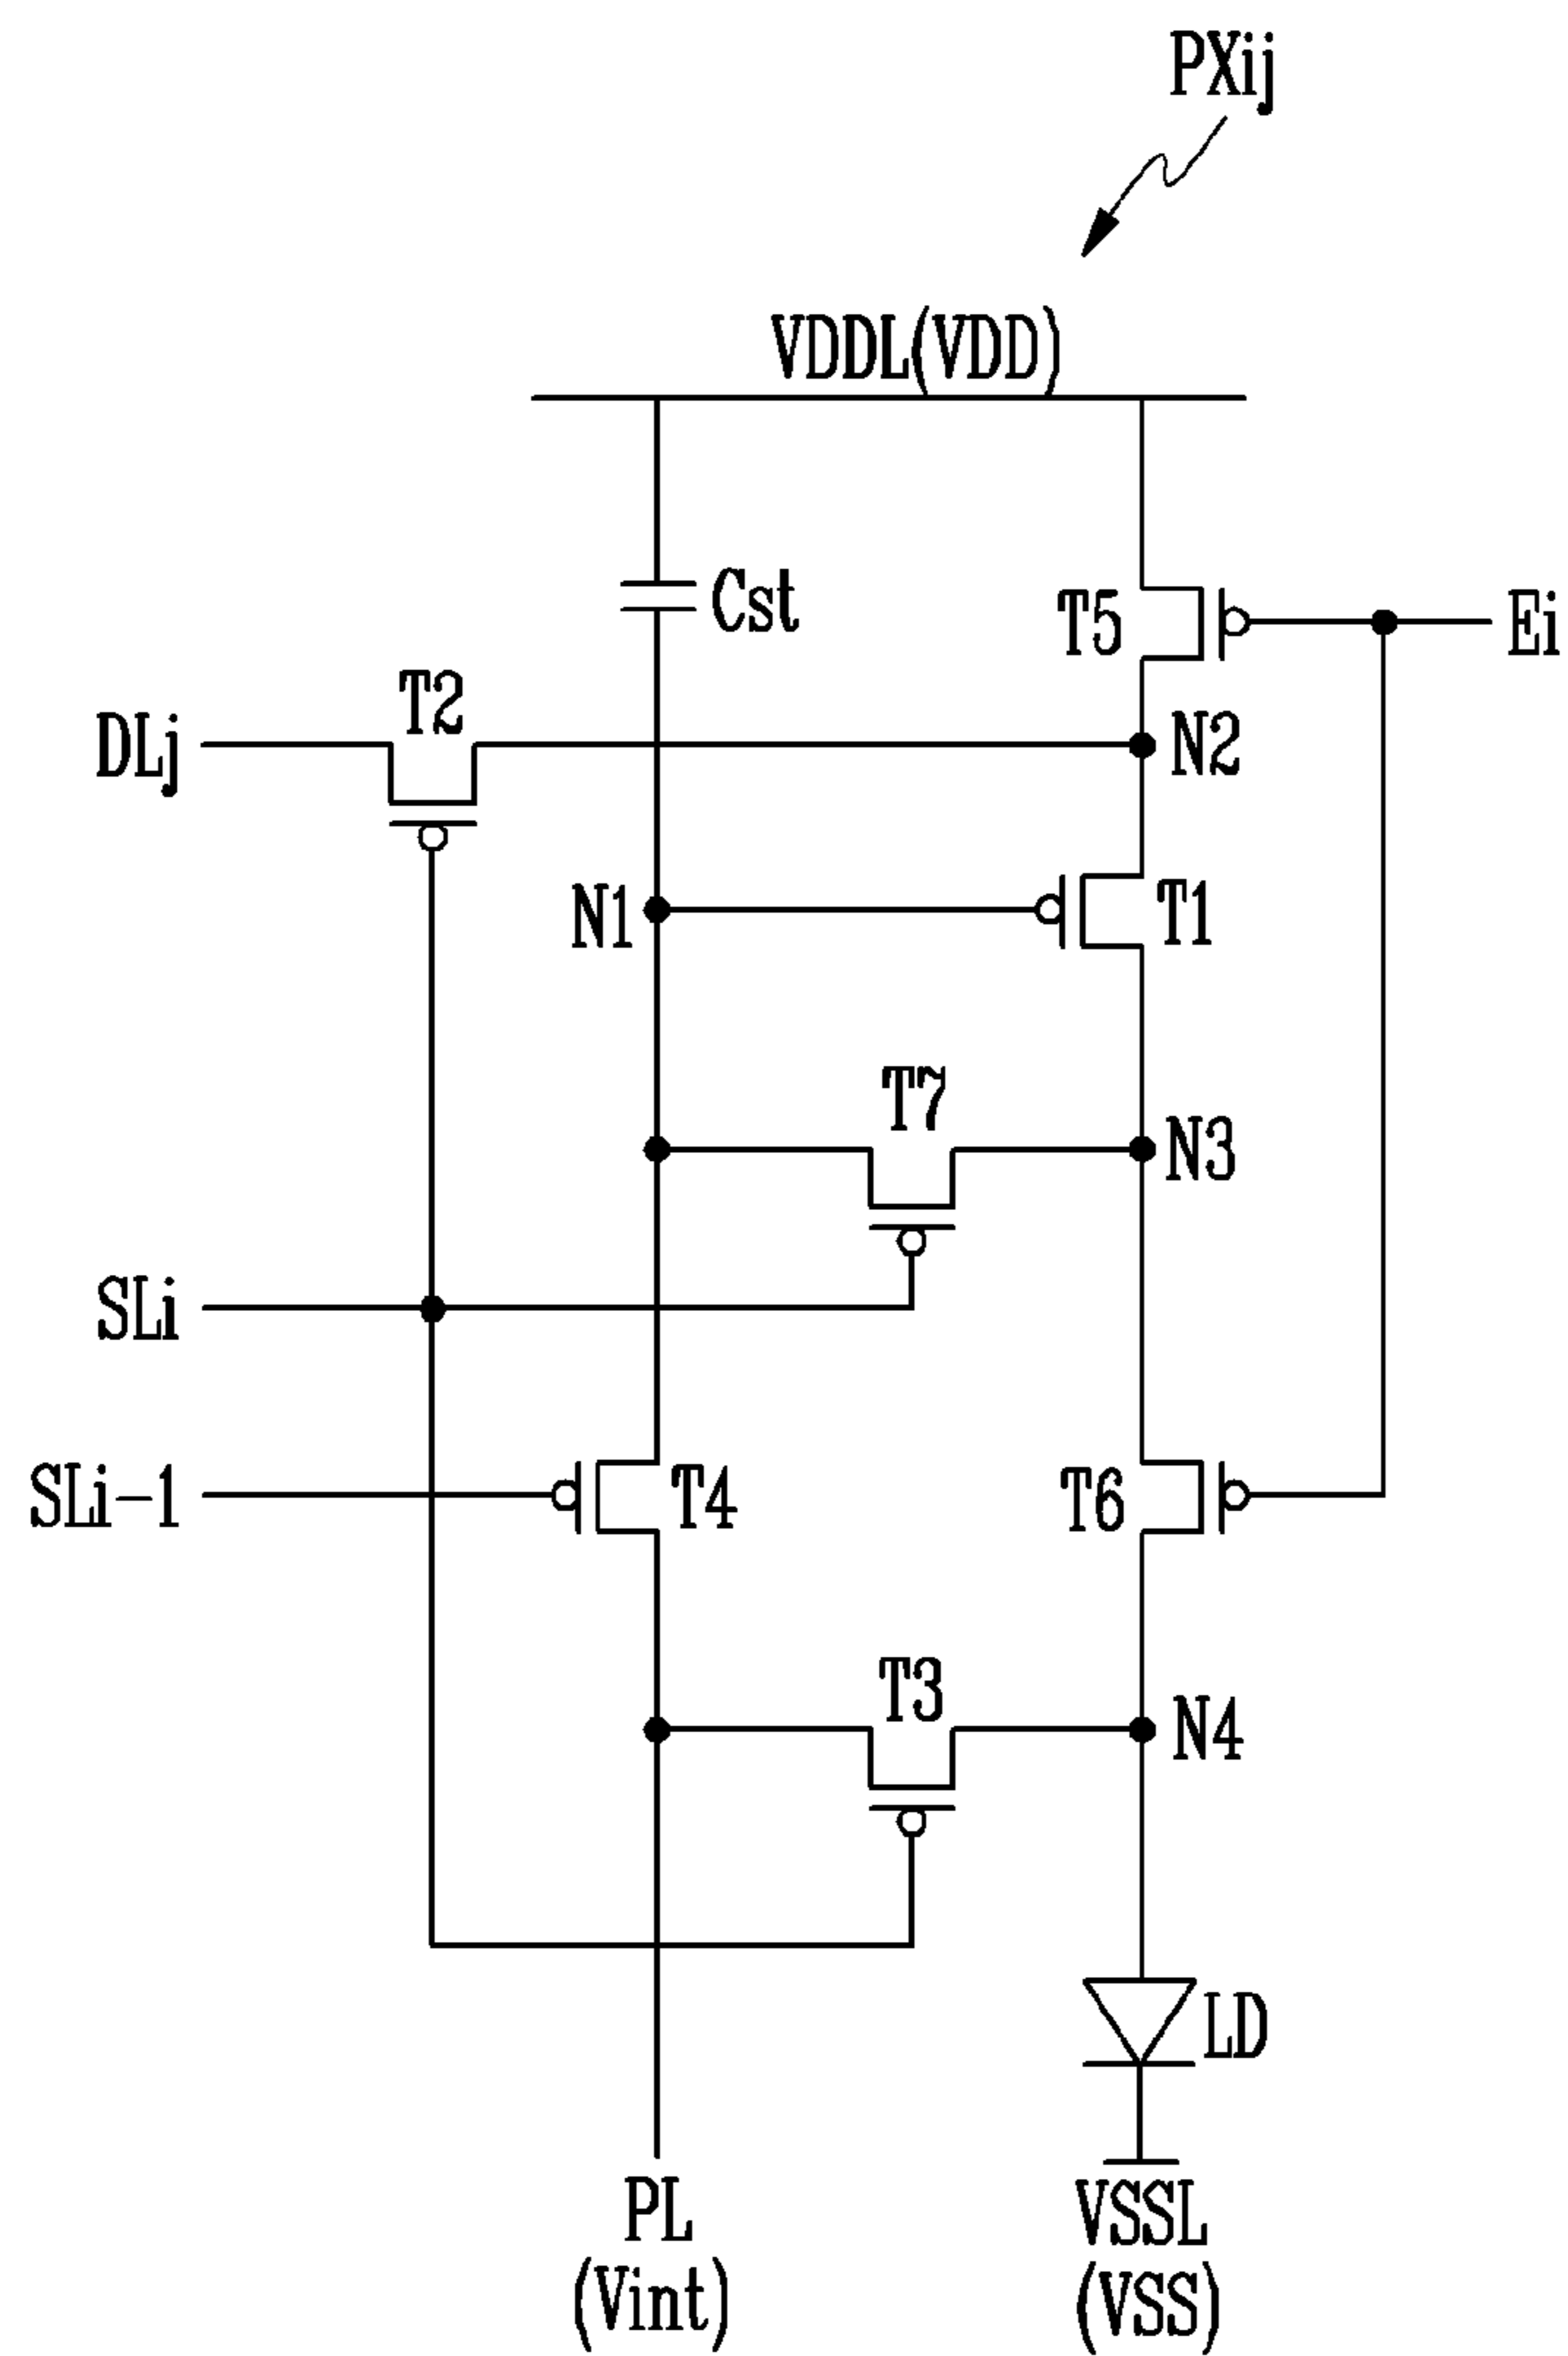 PXij
VDDL(VDD)
Cst
T5
Ei
T2
DLj
N2
N1
T1
T7
N3
SLi
SLi-1
T4
T6
T3
N4
LD
PL
(Vint)
VSSL
(VSS)